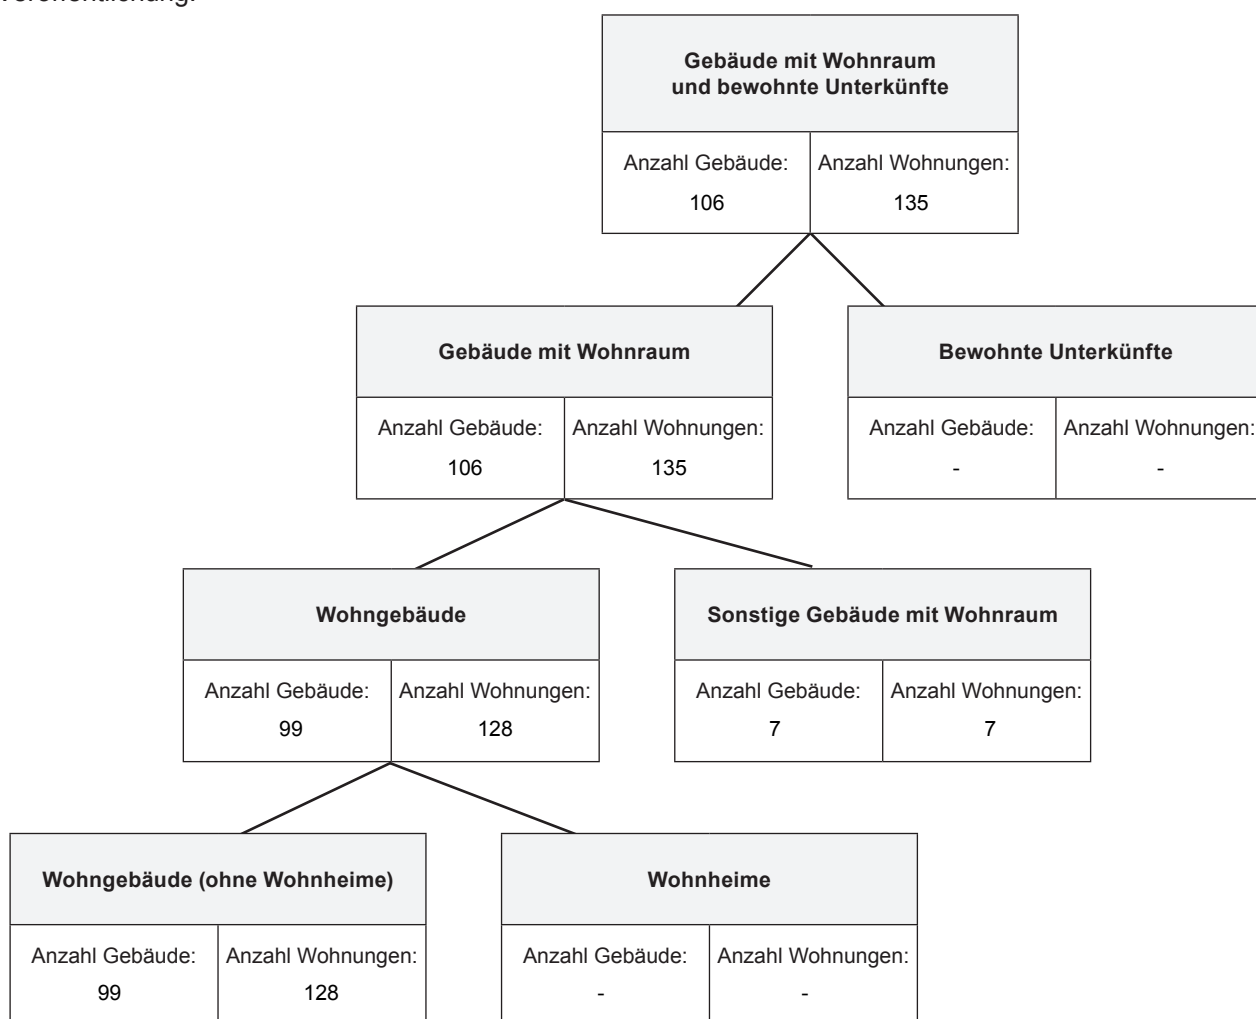 Veröffentlichung.
Gebäude mit Wohnraum
und bewohnte Unterkünfte
Anzahl Gebäude: Anzahl Wohnungen:
106 135
Gebäude mit Wohnraum
Anzahl Gebäude: Anzahl Wohnungen:
106 135
Bewohnte Unterkünfte
Anzahl Gebäude: Anzahl Wohnungen:
- -
Wohngebäude
Anzahl Gebäude: Anzahl Wohnungen:
99 128
Sonstige Gebäude mit Wohnraum
Anzahl Gebäude: Anzahl Wohnungen:
7 7
Wohngebäude (ohne Wohnheime)
Anzahl Gebäude: Anzahl Wohnungen:
99 128
Wohnheime
Anzahl Gebäude: Anzahl Wohnungen:
- -